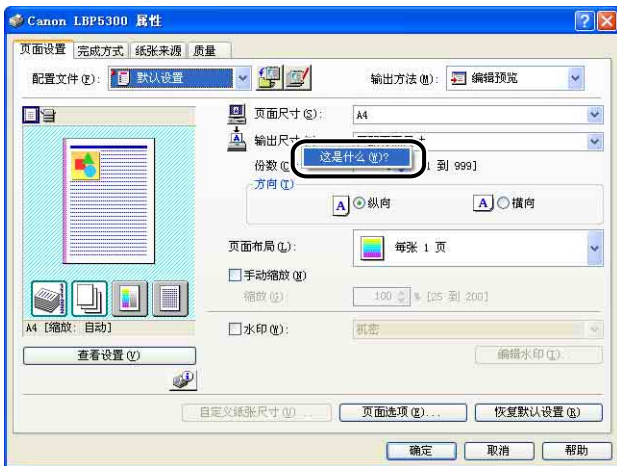 Canon LBP5300 属性
页面设置 完成方式 纸张来源 质量
配置文件(F): 默认设置 输出方法(M): 编辑预览
页面尺寸(S): A4
输出尺寸
这是什么(W)?
份数(C 1 到 999]
方向(T)
A 纵向 A 横向
页面布局(L): 每张 1 页
手动缩放(N)
缩放(G): 100 % [25 到 200]
A4 [缩放: 自动]
水印(W): 机密
查看设置(V) 编辑水印(I)...
自定义纸张尺寸(U)... 页面选项(E)... 恢复默认设置(R)
确定 取消 帮助